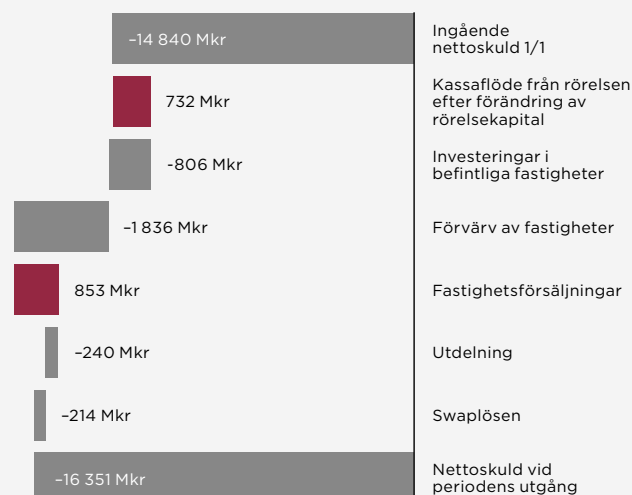 –14 840 Mkr
Ingående
nettoskuld 1/1
732 Mkr
Kassaflöde från rörelsen
efter förändring av
rörelsekapital
-806 Mkr
Investeringar i
befintliga fastigheter
–1 836 Mkr
Förvärv av fastigheter
853 Mkr
Fastighetsförsäljningar
–240 Mkr
Utdelning
–214 Mkr
Swaplösen
–16 351 Mkr
Nettoskuld vid
periodens utgång